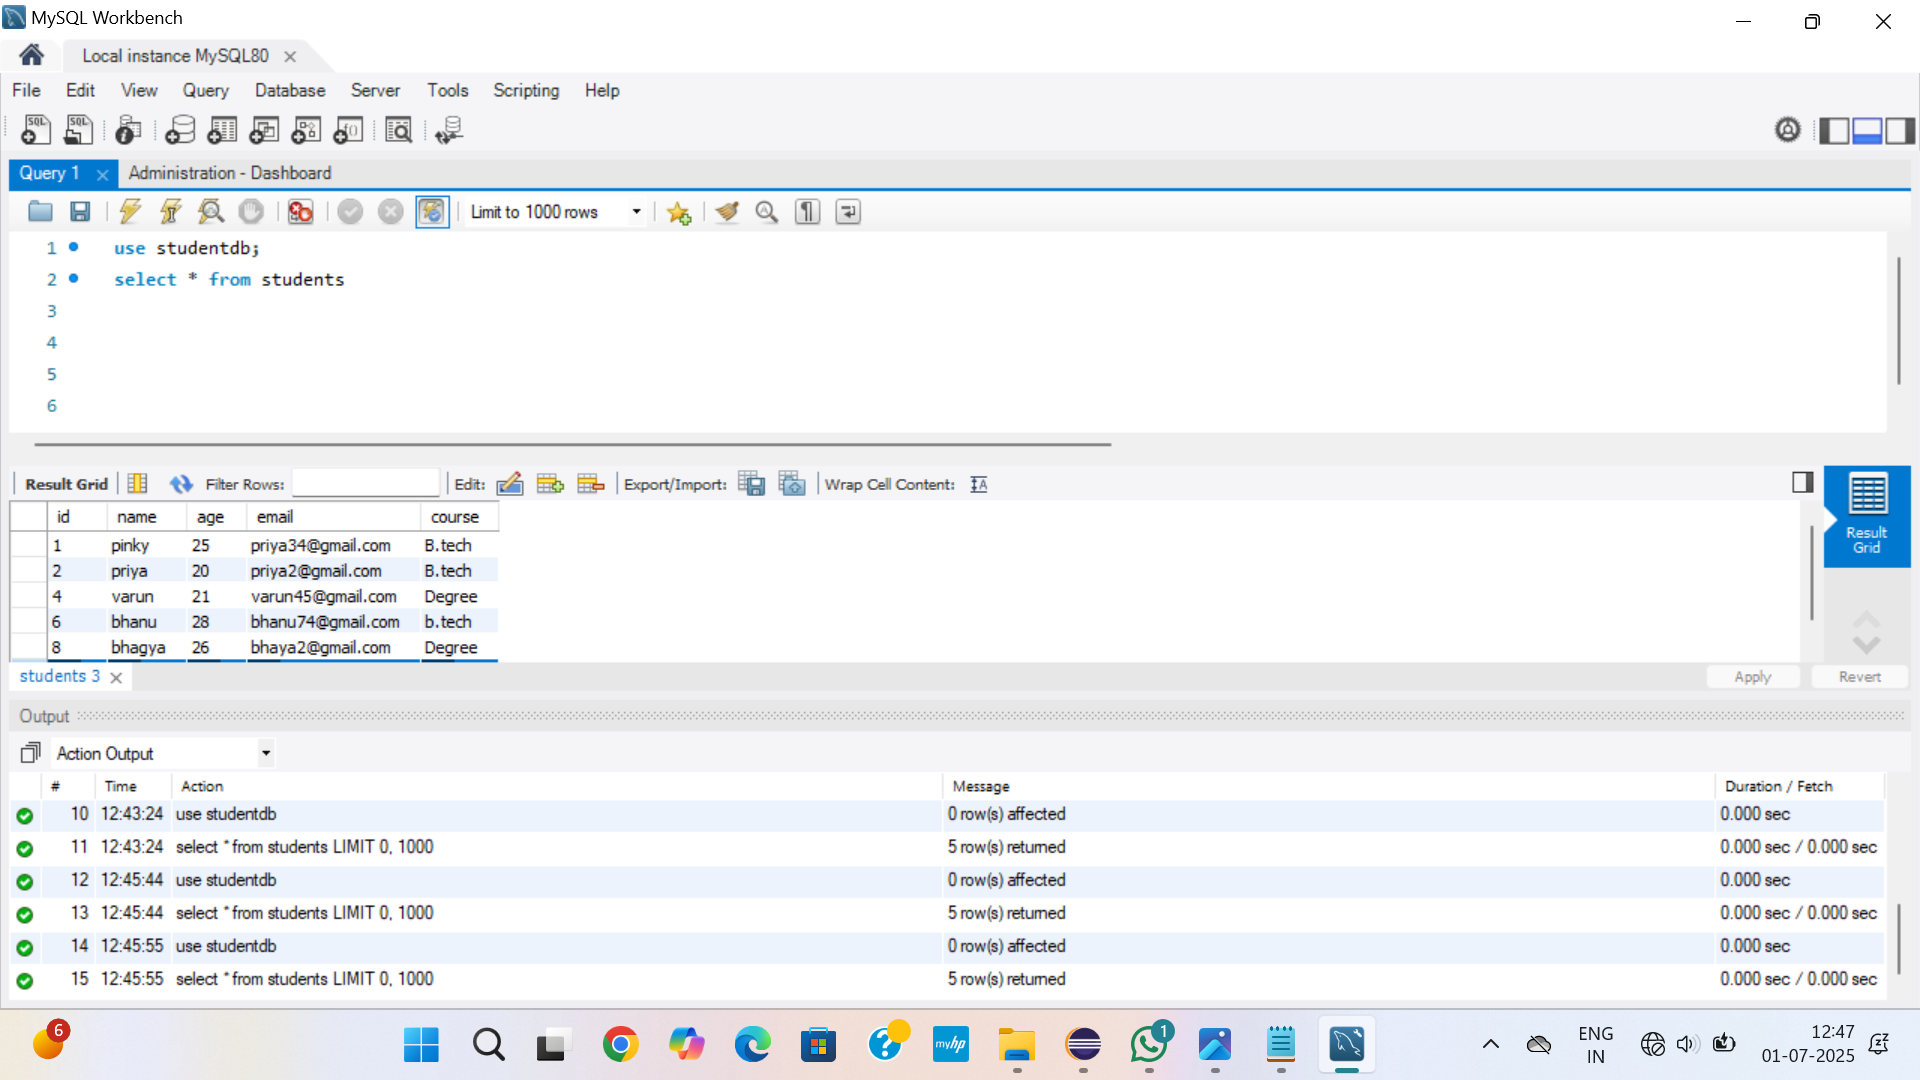 MySQL Workbench
Local instance MySQL80
File Edit View Query Database Server Tools Scripting Help
Query 1 Administration - Dashboard
Limit to 1000 rows
1 use studentdb;
2 select * from students
3
4
5
6
Result Grid Filter Rows: Edit: Export/Import: Wrap Cell Content:
Result
Grid
id name age email course
1 pinky 25 priya34@gmail.com B.tech
2 priya 20 priya2@gmail.com B.tech
4 varun 21 varun45@gmail.com Degree
6 bhanu 28 bhanu74@gmail.com b.tech
8 bhagya 26 bhaya2@gmail.com Degree
students 3 Apply Revert
Output
Action Output
# Time Action Message Duration / Fetch
10 12:43:24 use studentdb 0 row(s) affected 0.000 sec
11 12:43:24 select * from students LIMIT 0, 1000 5 row(s) returned 0.000 sec / 0.000 sec
12 12:45:44 use studentdb 0 row(s) affected 0.000 sec
13 12:45:44 select * from students LIMIT 0, 1000 5 row(s) returned 0.000 sec / 0.000 sec
14 12:45:55 use studentdb 0 row(s) affected 0.000 sec
15 12:45:55 select * from students LIMIT 0, 1000 5 row(s) returned 0.000 sec / 0.000 sec
6
myhp
1
ENG
IN
12:47
01-07-2025